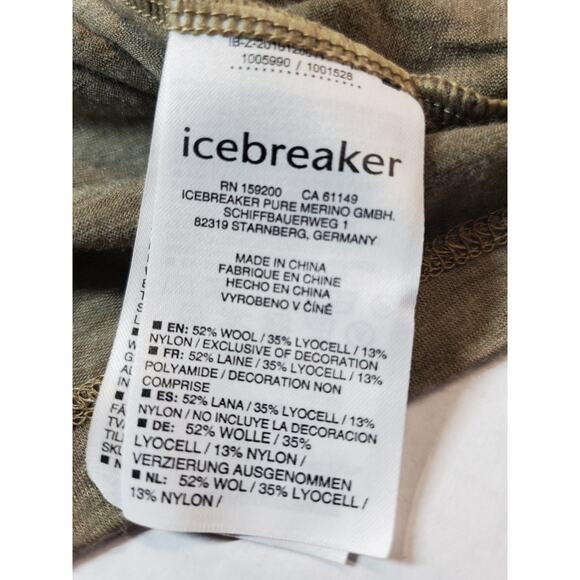 1005990 / 1001528
icebreaker
RN 159200 CA 61149
ICEBREAKER PURE MERINO GMBH.
SCHIFFBAUERWEG 1
82319 STARNBERG, GERMANY
MADE IN CHINA
FABRIQUE EN CHINE
HECHO EN CHINA
VYROBENO V ČÍNĚ
EN: 52% WOOL / 35% LYOCELL / 13%
NYLON / EXCLUSIVE OF DECORATION
FR: 52% LAINE / 35% LYOCELL / 13%
POLYAMIDE / DECORATION NON
COMPRISE
ES: 52% LANA / 35% LYOCELL / 13%
NYLON / NO INCLUYE LA DECORACION
DE: 52% WOLLE / 35%
LYOCELL / 13% NYLON /
VERZIERUNG AUSGENOMMEN
NL: 52% WOL / 35% LYOCELL /
13% NYLON /